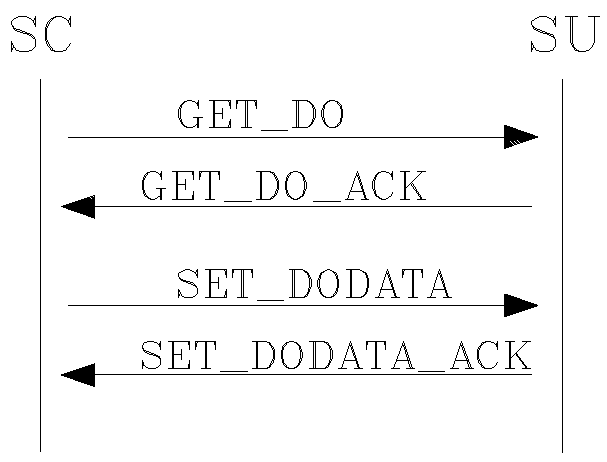 SC SU
GET_DO
GET_DO_ACK
SET_DODATA
SET_DODATA_ACK